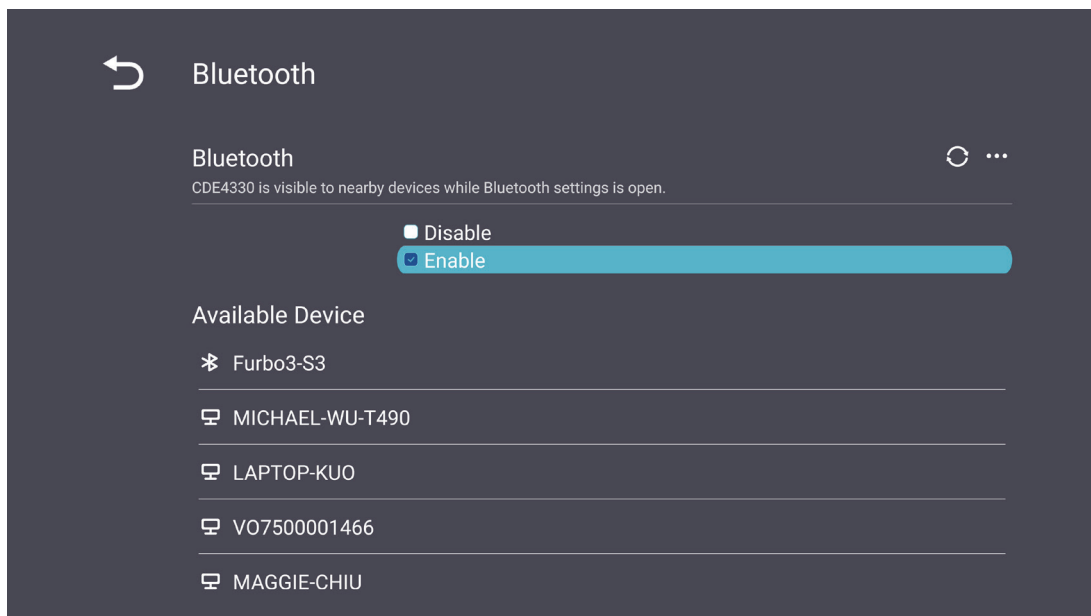 Bluetooth
Bluetooth
CDE4330 is visible to nearby devices while Bluetooth settings is open.
Disable
Enable
Available Device
Furbo3-S3
MICHAEL-WU-T490
LAPTOP-KUO
VO7500001466
MAGGIE-CHIU